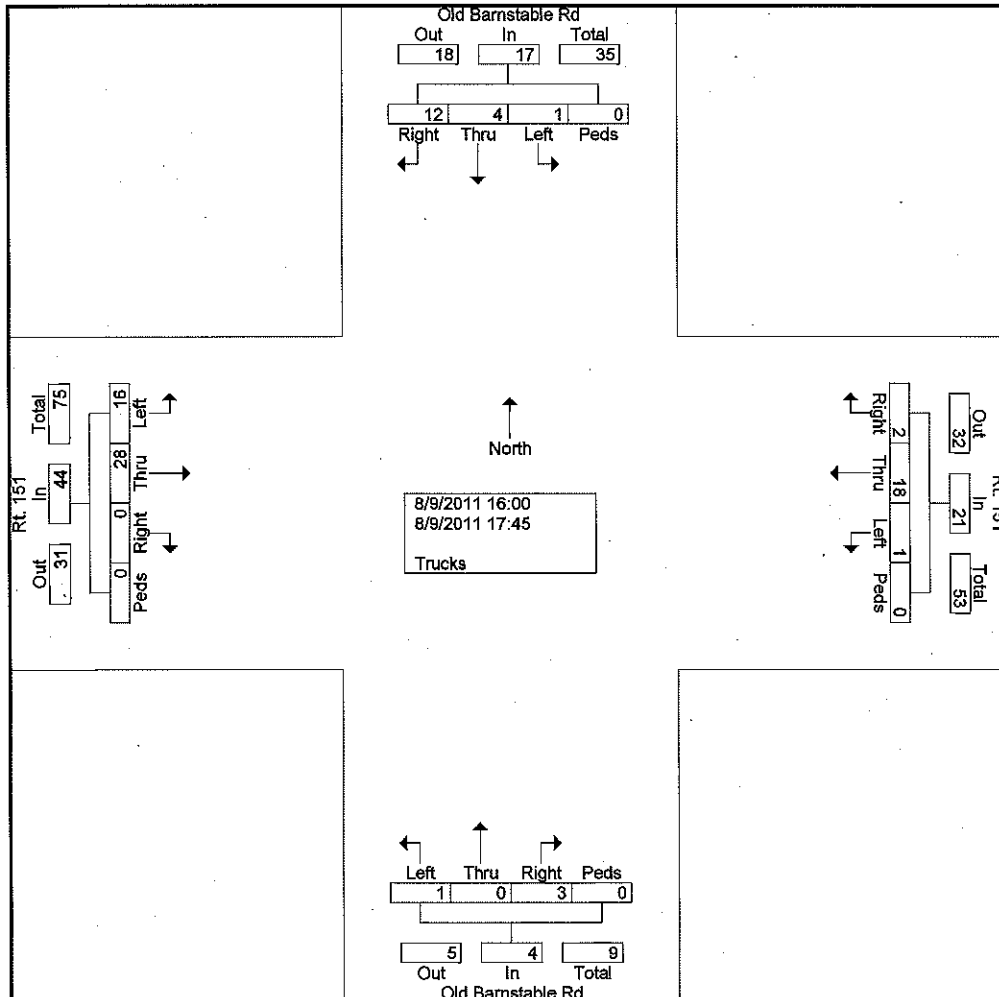 Old Barnstable Rd
Out In Total
18 17 35
12 4 1 0
Right Thru Left Peds
Rt. 151
Total In Out
75 44 31
16 28 0 0
Left Thru Right Peds
North
8/9/2011 16:00
8/9/2011 17:45
Trucks
Right Thru Left Peds
2 18 1 0
Out In Total
32 21 53
Left Thru Right Peds
1 0 3 0
5 4 9
Out In Total
Old Barnstable Rd